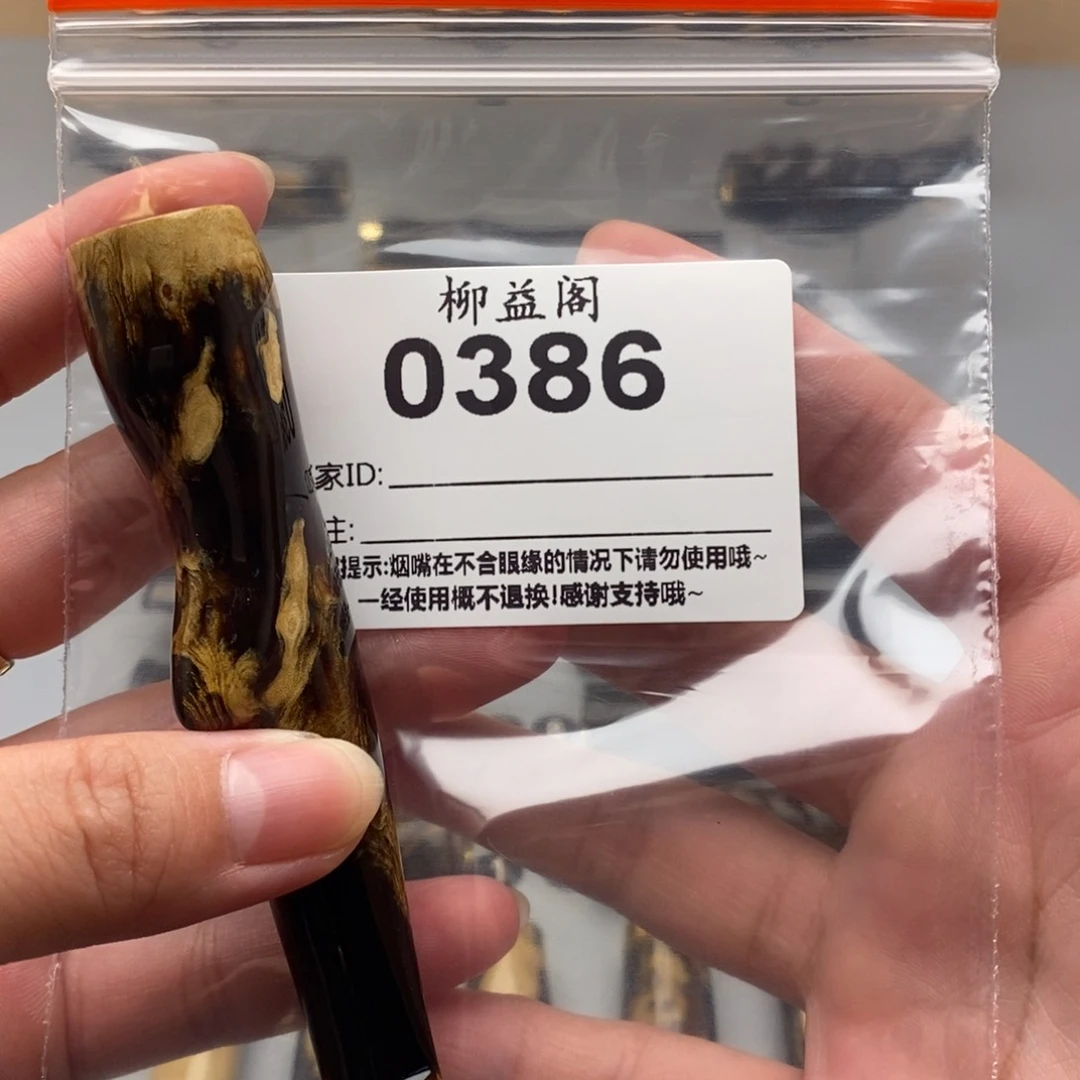 柳益阁
0386
家ID:
主:
提示:烟嘴在不合眼缘的情况下请勿使用哦~
一经使用概不退换!感谢支持哦~